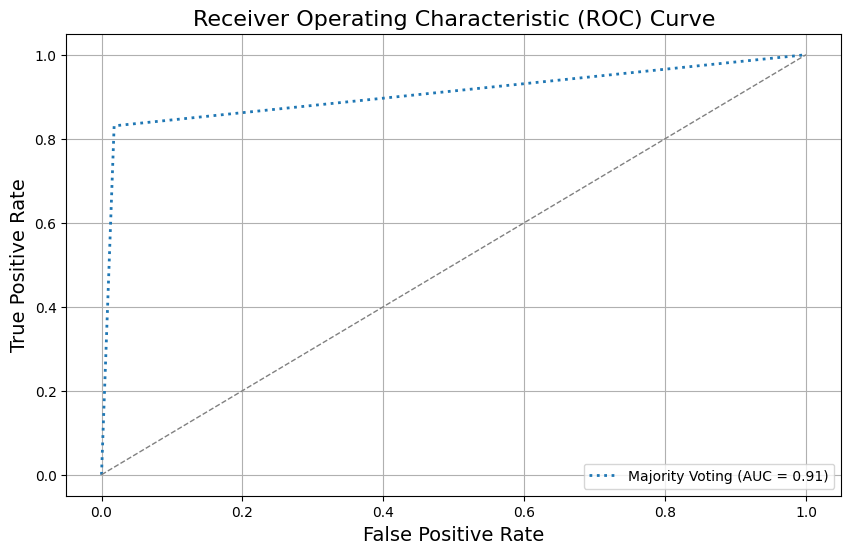 Receiver Operating Characteristic (ROC) Curve
True Positive Rate
1.0
0.8
0.6
0.4
0.2
0.0
Majority Voting (AUC = 0.91)
0.0 0.2 0.4 0.6 0.8 1.0
False Positive Rate